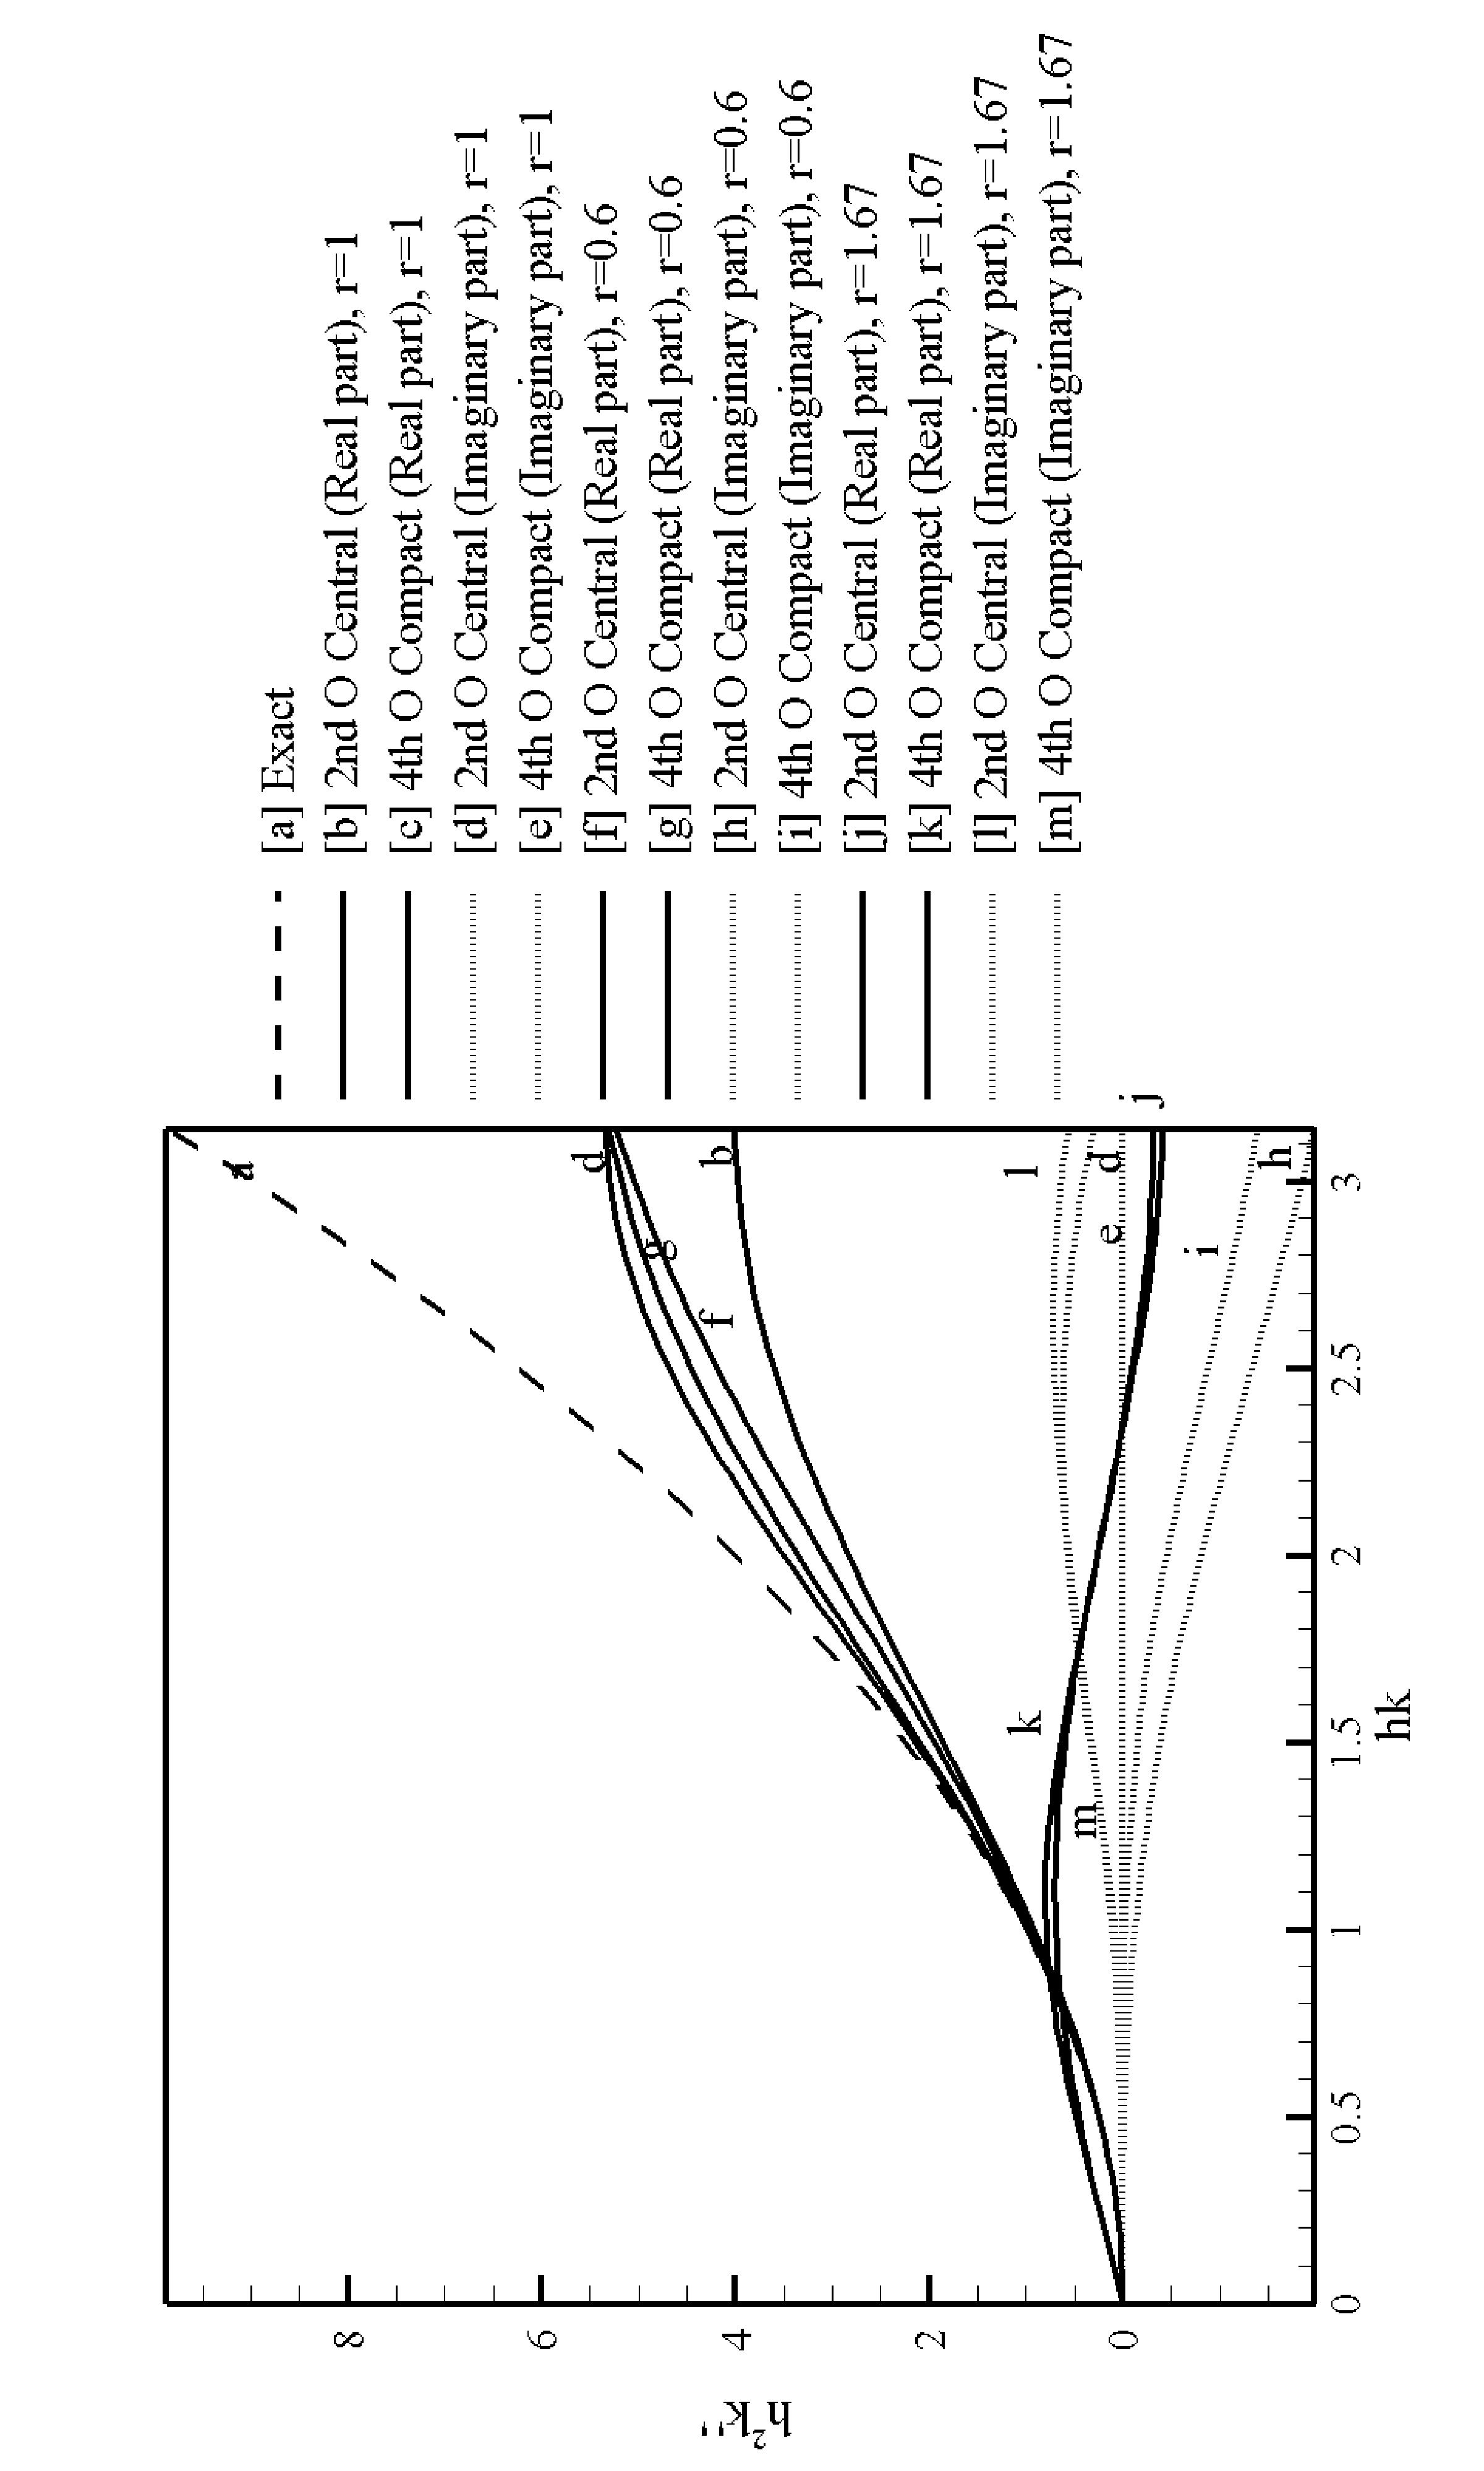 8
6
4
2
0
h²k''
0 0.5 1 1.5 2 2.5 3
hk
a
d
g
f
b
k
l
m
e
d
j
i
h
[a] Exact
[b] 2nd O Central (Real part), r=1
[c] 4th O Compact (Real part), r=1
[d] 2nd O Central (Imaginary part), r=1
[e] 4th O Compact (Imaginary part), r=1
[f] 2nd O Central (Real part), r=0.6
[g] 4th O Compact (Real part), r=0.6
[h] 2nd O Central (Imaginary part), r=0.6
[i] 4th O Compact (Imaginary part), r=0.6
[j] 2nd O Central (Real part), r=1.67
[k] 4th O Compact (Real part), r=1.67
[l] 2nd O Central (Imaginary part), r=1.67
[m] 4th O Compact (Imaginary part), r=1.67